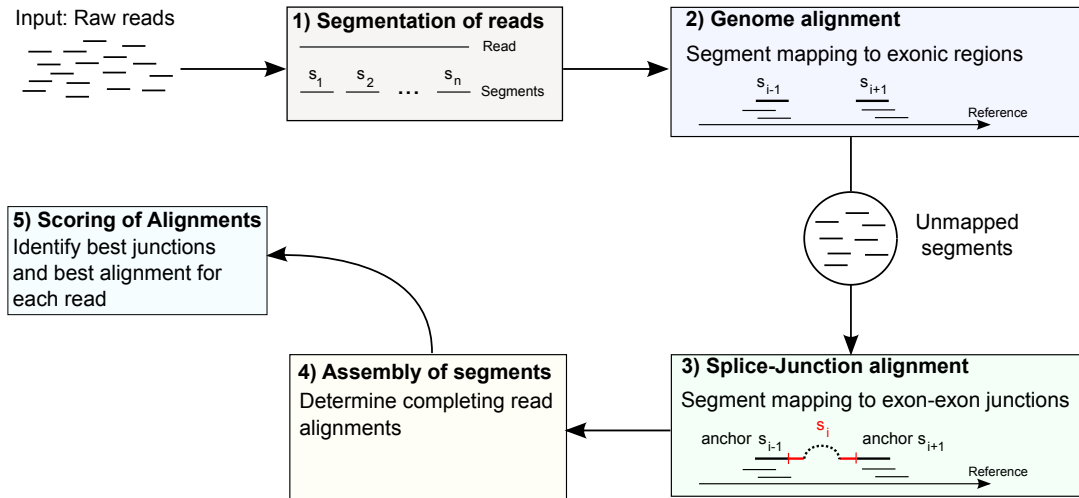 Input: Raw reads
1) Segmentation of reads
Read
s1 s2 ... sn
Segments
2) Genome alignment
Segment mapping to exonic regions
si-1 si+1
Reference
Unmapped
segments
3) Splice-Junction alignment
Segment mapping to exon-exon junctions
si
anchor si-1 anchor si+1
Reference
4) Assembly of segments
Determine completing read
alignments
5) Scoring of Alignments
Identify best junctions
and best alignment for
each read